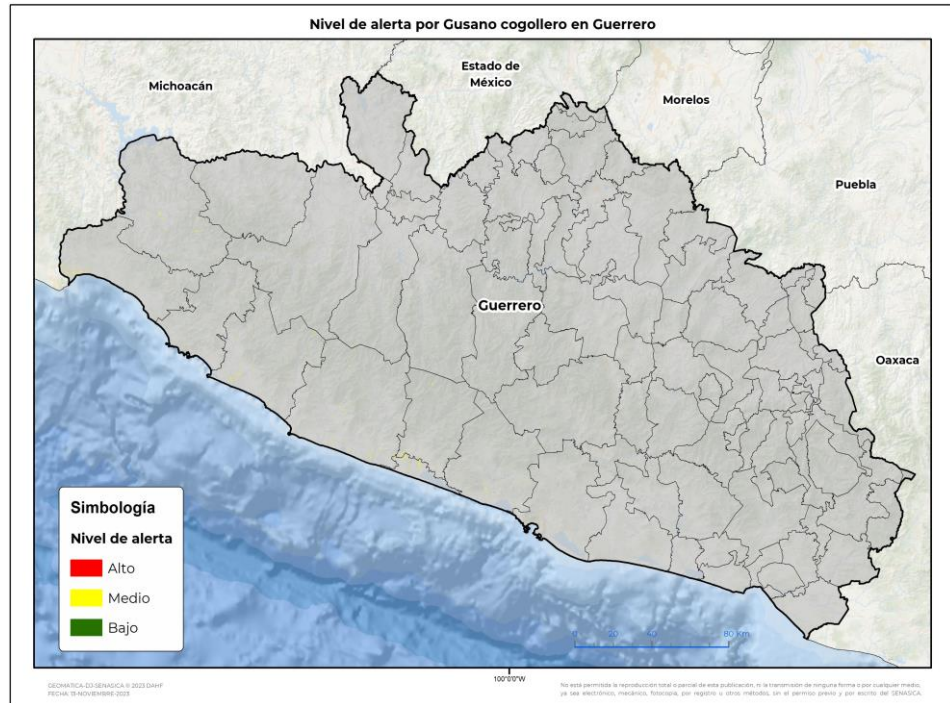 Nivel de alerta por Gusano cogollero en Guerrero
Estado de
México
Michoacán
Morelos
Puebla
Guerrero
Oaxaca
Simbología
Nivel de alerta
Alto
Medio
Bajo
0 20 40 80 Km
100°0'0"W
GEOMÁTICA-DJ-SENASICA © 2023 DAHF
FECHA: 13-NOVIEMBRE-2023
No está permitida la reproducción total o parcial de esta publicación, ni la transmisión de ninguna forma o por cualquier medio,
ya sea electrónico, mecánico, fotocopia, por registro u otros métodos, sin el permiso previo y por escrito del SENASICA.